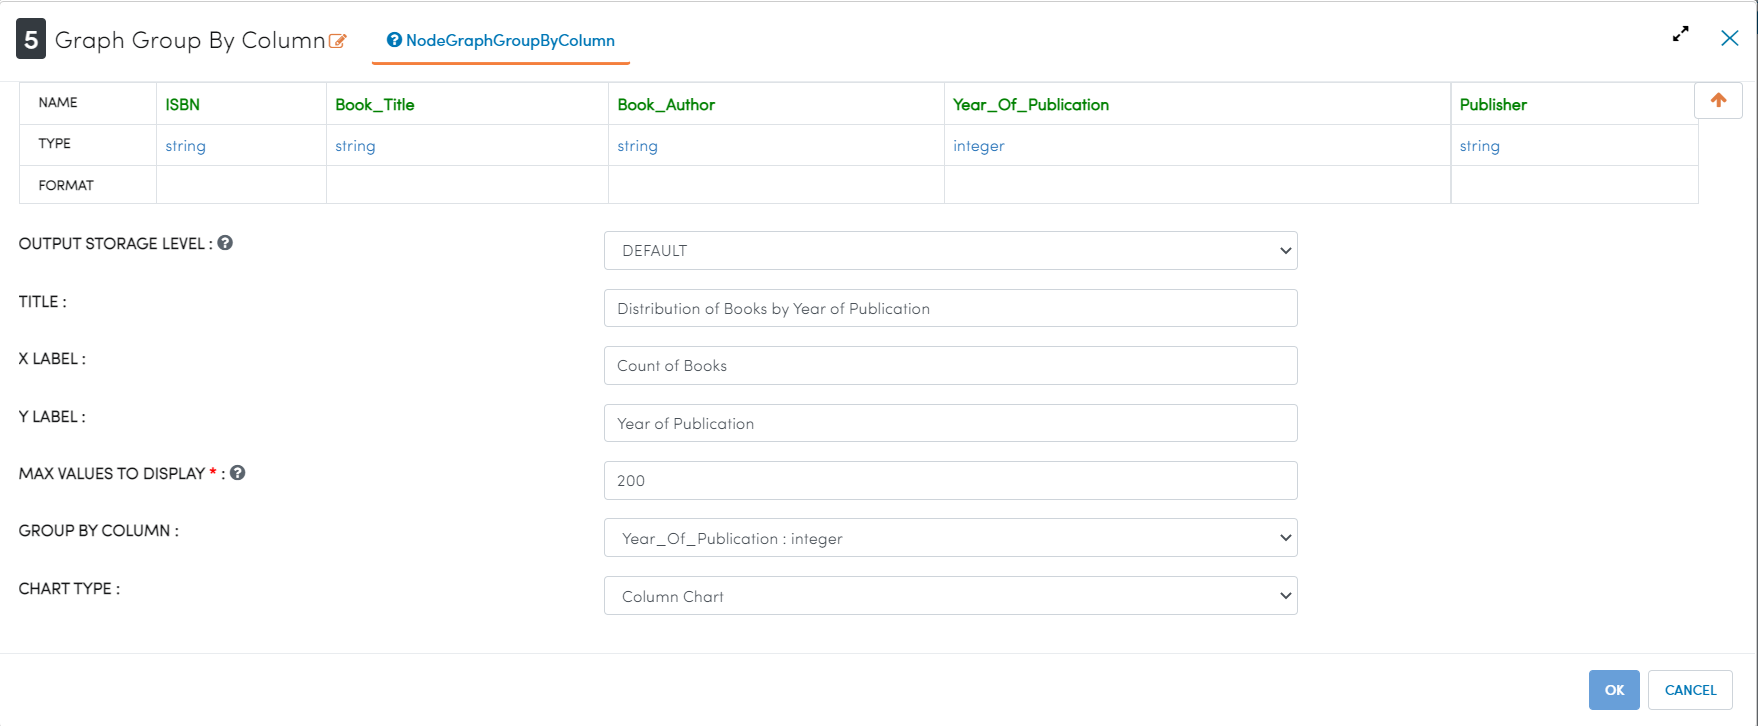 5 Graph Group By Column NodeGraphGroupByColumn
NAME ISBN Book_Title Book_Author Year_Of_Publication Publisher
TYPE string string string integer string
FORMAT
OUTPUT STORAGE LEVEL : DEFAULT
TITLE : Distribution of Books by Year of Publication
X LABEL : Count of Books
Y LABEL : Year of Publication
MAX VALUES TO DISPLAY * : 200
GROUP BY COLUMN : Year_Of_Publication : integer
CHART TYPE : Column Chart
OK CANCEL